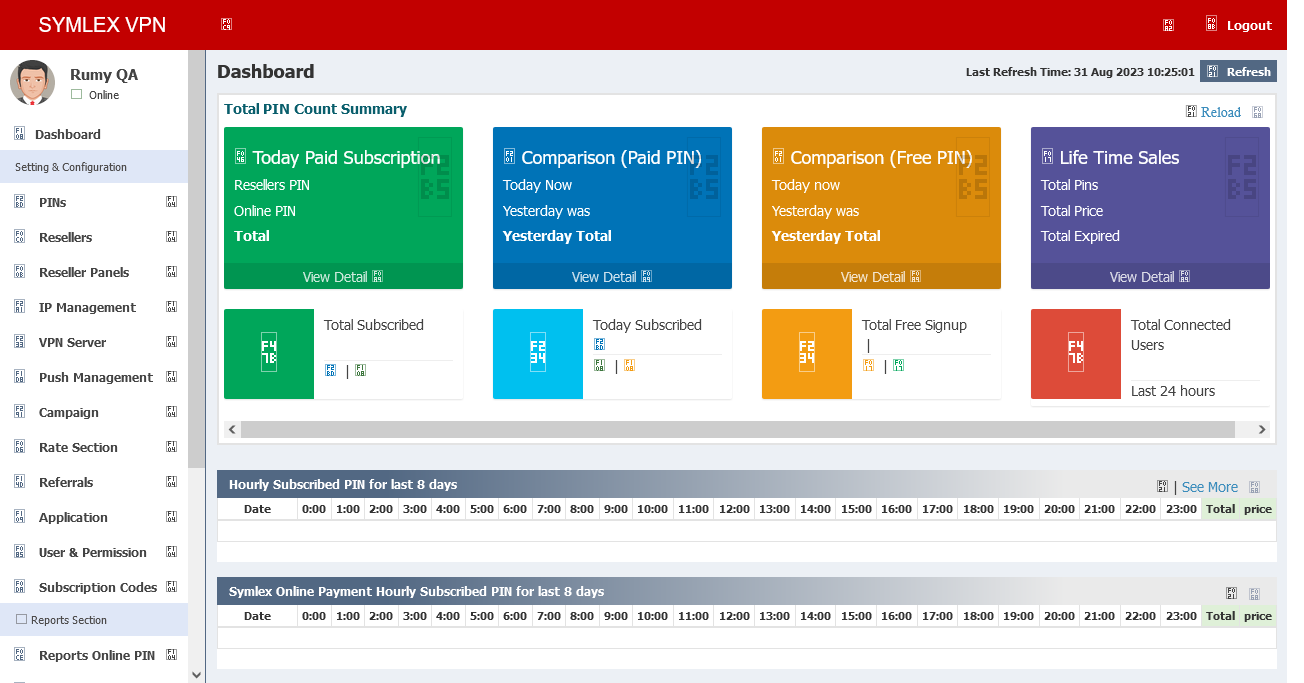 SYMLEX VPN
Logout
Rumy QA
Online
Dashboard
Setting & Configuration
PINs
Resellers
Reseller Panels
IP Management
VPN Server
Push Management
Campaign
Rate Section
Referrals
Application
User & Permission
Subscription Codes
Reports Section
Reports Online PIN
Dashboard
Last Refresh Time: 31 Aug 2023 10:25:01
Refresh
Total PIN Count Summary
Reload
Today Paid Subscription
Resellers PIN
Online PIN
Total
View Detail
Comparison (Paid PIN)
Today Now
Yesterday was
Yesterday Total
View Detail
Comparison (Free PIN)
Today now
Yesterday was
Yesterday Total
View Detail
Life Time Sales
Total Pins
Total Price
Total Expired
View Detail
Total Subscribed
|
Today Subscribed
|
Total Free Signup
|
|
Total Connected
Users
Last 24 hours
Hourly Subscribed PIN for last 8 days
| See More
Date 0:00 1:00 2:00 3:00 4:00 5:00 6:00 7:00 8:00 9:00 10:00 11:00 12:00 13:00 14:00 15:00 16:00 17:00 18:00 19:00 20:00 21:00 22:00 23:00 Total price
Symlex Online Payment Hourly Subscribed PIN for last 8 days
Date 0:00 1:00 2:00 3:00 4:00 5:00 6:00 7:00 8:00 9:00 10:00 11:00 12:00 13:00 14:00 15:00 16:00 17:00 18:00 19:00 20:00 21:00 22:00 23:00 Total price